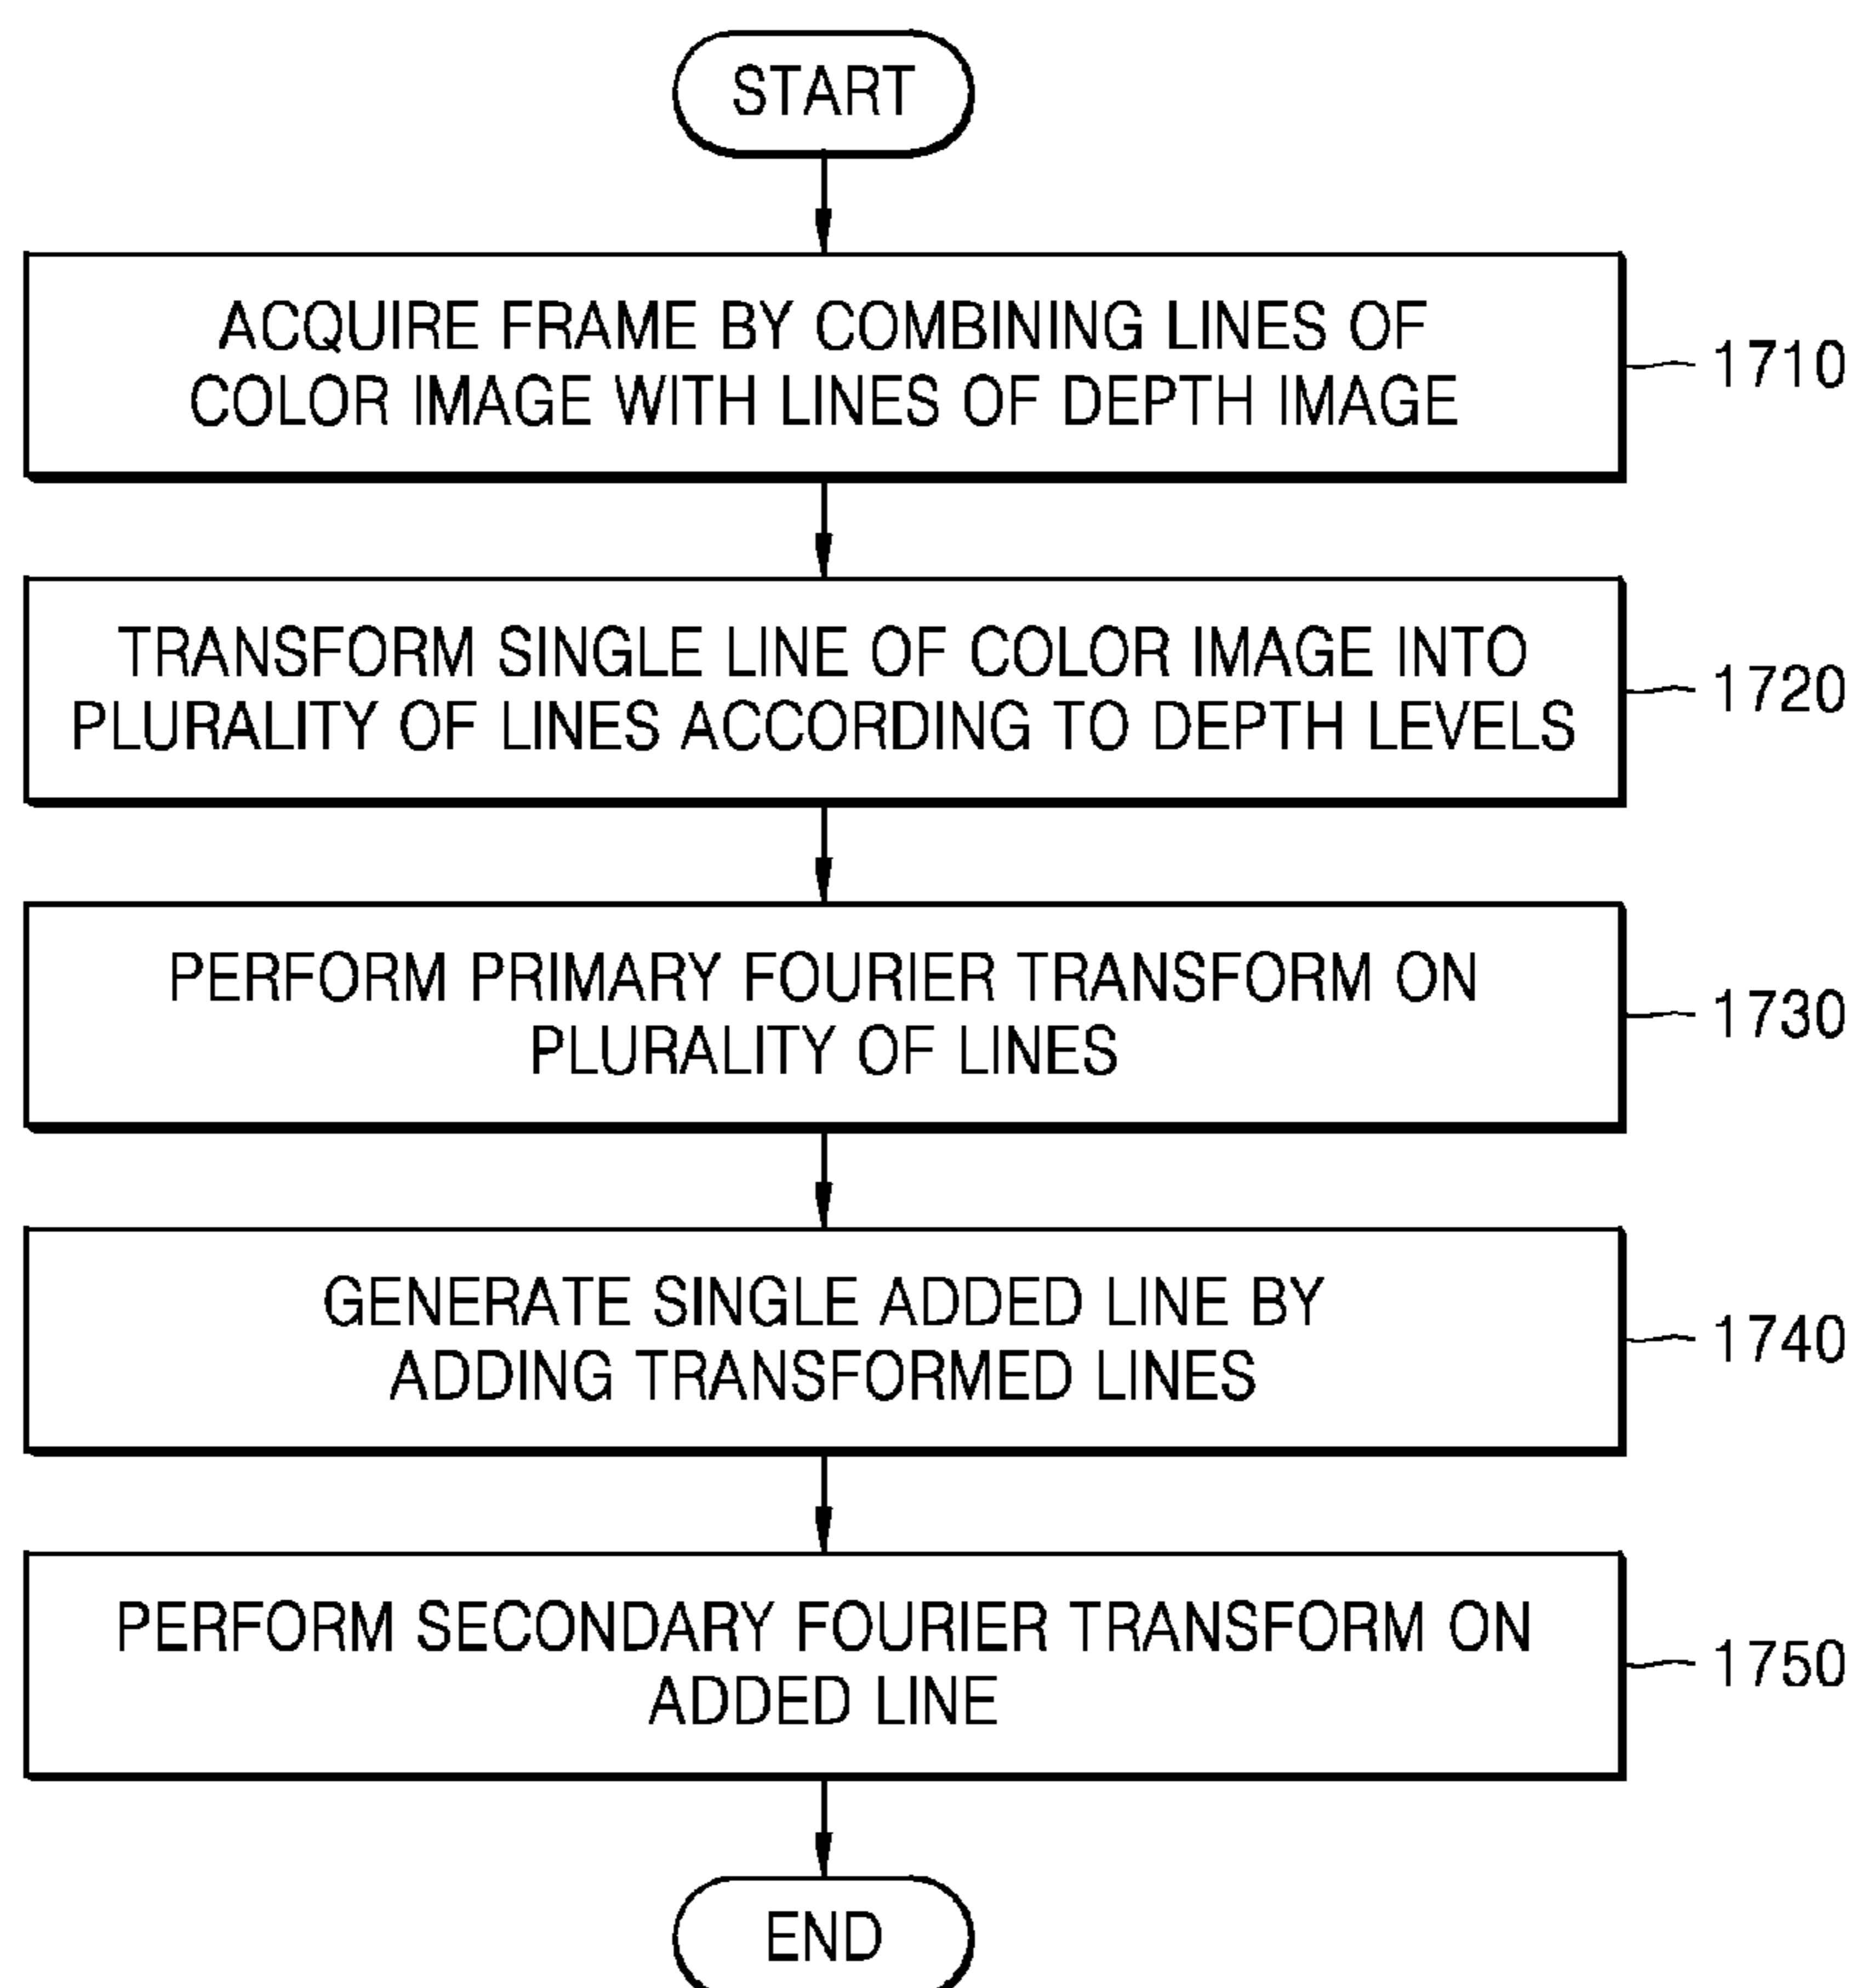 START
ACQUIRE FRAME BY COMBINING LINES OF
COLOR IMAGE WITH LINES OF DEPTH IMAGE
1710
TRANSFORM SINGLE LINE OF COLOR IMAGE INTO
PLURALITY OF LINES ACCORDING TO DEPTH LEVELS
1720
PERFORM PRIMARY FOURIER TRANSFORM ON
PLURALITY OF LINES
1730
GENERATE SINGLE ADDED LINE BY
ADDING TRANSFORMED LINES
1740
PERFORM SECONDARY FOURIER TRANSFORM ON
ADDED LINE
1750
END